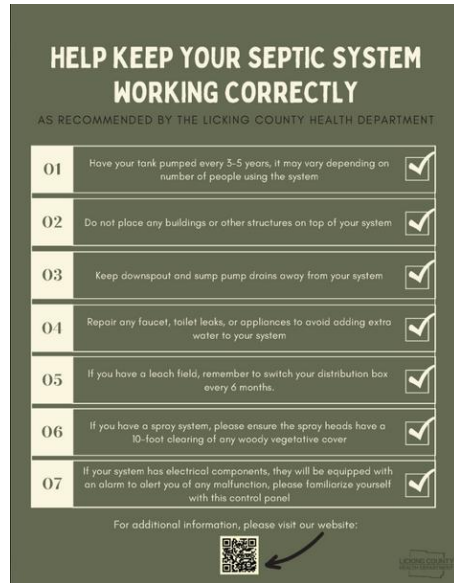 HELP KEEP YOUR SEPTIC SYSTEM
WORKING CORRECTLY
AS RECOMMENDED BY THE LICKING COUNTY HEALTH DEPARTMENT
01
Have your tank pumped every 3-5 years, it may vary depending on
number of people using the system
02
Do not place any buildings or other structures on top of your system
03
Keep downspout and sump pump drains away from your system
04
Repair any faucet, toilet leaks, or appliances to avoid adding extra
water to your system
05
If you have a leach field, remember to switch your distribution box
every 6 months.
06
If you have a spray system, please ensure the spray heads have a
10-foot clearing of any woody vegetative cover
07
If your system has electrical components, they will be equipped with
an alarm to alert you of any malfunction, please familiarize yourself
with this control panel
For additional information, please visit our website:
LICKING COUNTY
HEALTH DEPARTMENT